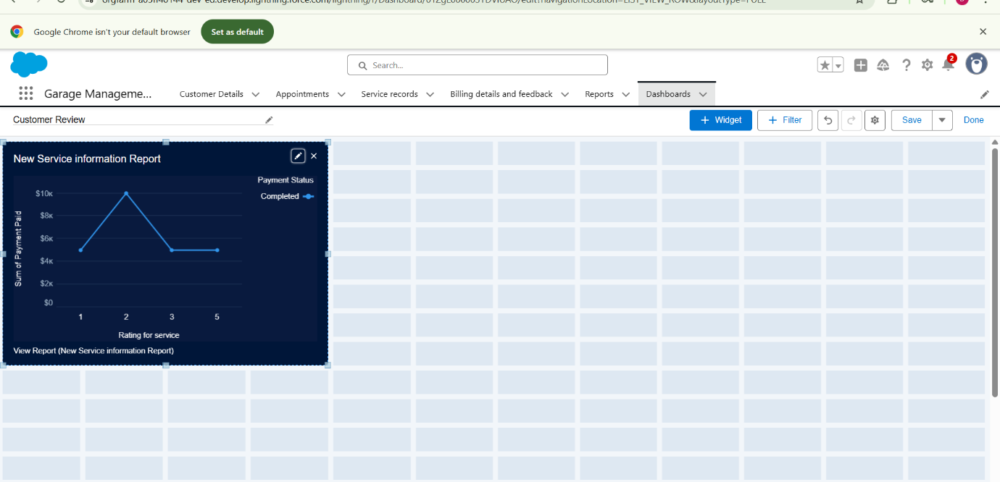 Google Chrome isn't your default browser Set as default
Search...
2
Garage Manageme... Customer Details Appointments Service records Billing details and feedback Reports Dashboards
Customer Review + Widget + Filter Save Done
New Service information Report
Payment Status
Completed
Sum of Payment Paid
$10K
$8K
$6K
$4K
$2K
$0
1 2 3 5
Rating for service
View Report (New Service information Report)